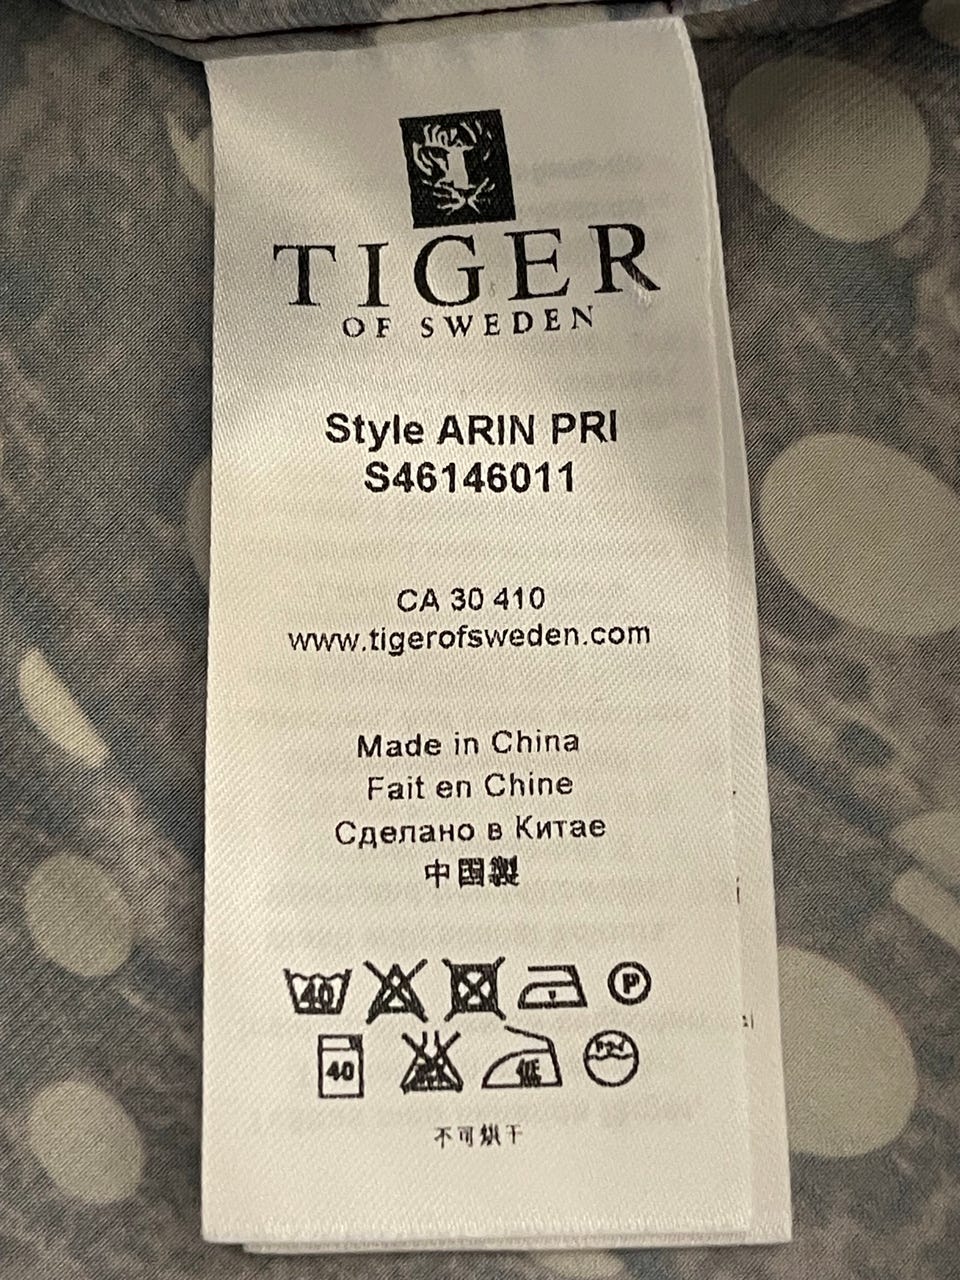 TIGER
OF SWEDEN
Style ARIN PRI
S46146011
CA 30 410
www.tigerofsweden.com
Made in China
Fait en Chine
Сделано в Китае
中国製
40 P
40 低
不可烘干